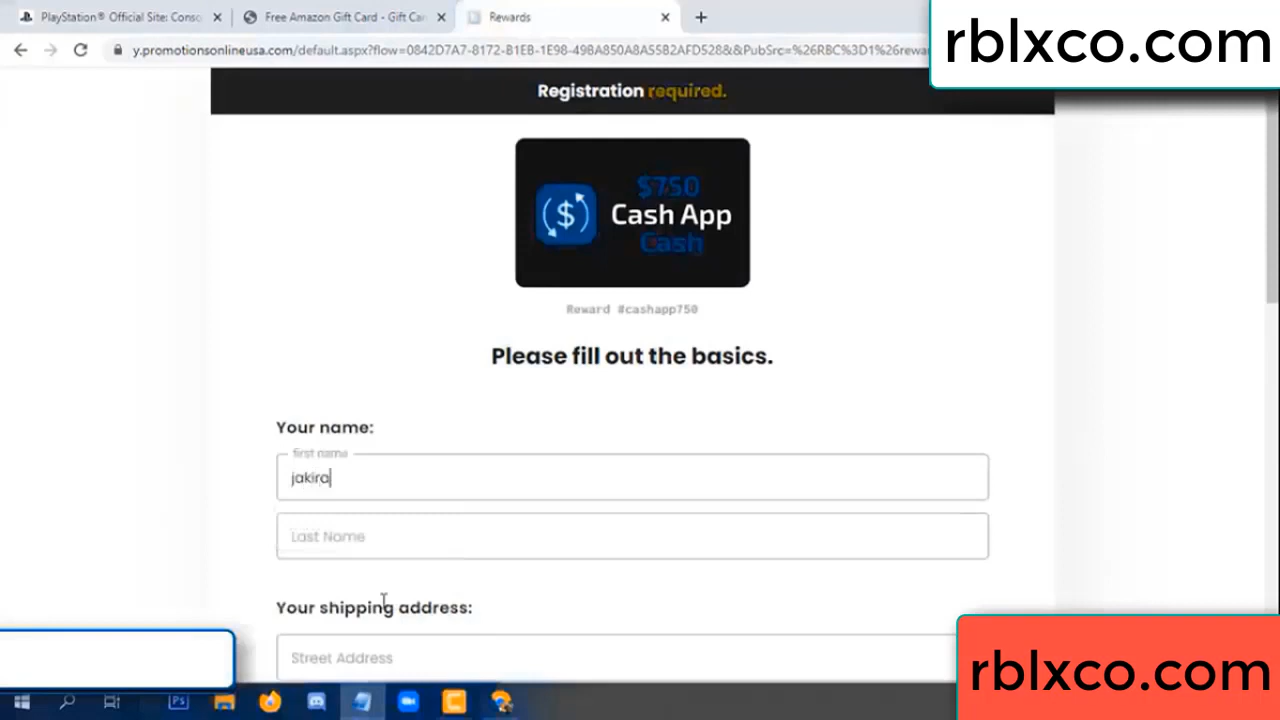 PlayStation® Official Site: Conso
Free Amazon Gift Card - Gift Car
Rewards
rblxco.com
y.promotionsonlineusa.com/default.aspx?flow=0842D7A7-8172-B1EB-1E98-49BA850A8A55B2AFD528&&PubSrc=%26RBC%3D1%26rewar
Registration required.
$750
Cash App
Cash
Reward #cashapp750
Please fill out the basics.
Your name:
first name
jakira
Last Name
Your shipping address:
Street Address
rblxco.com
Ps